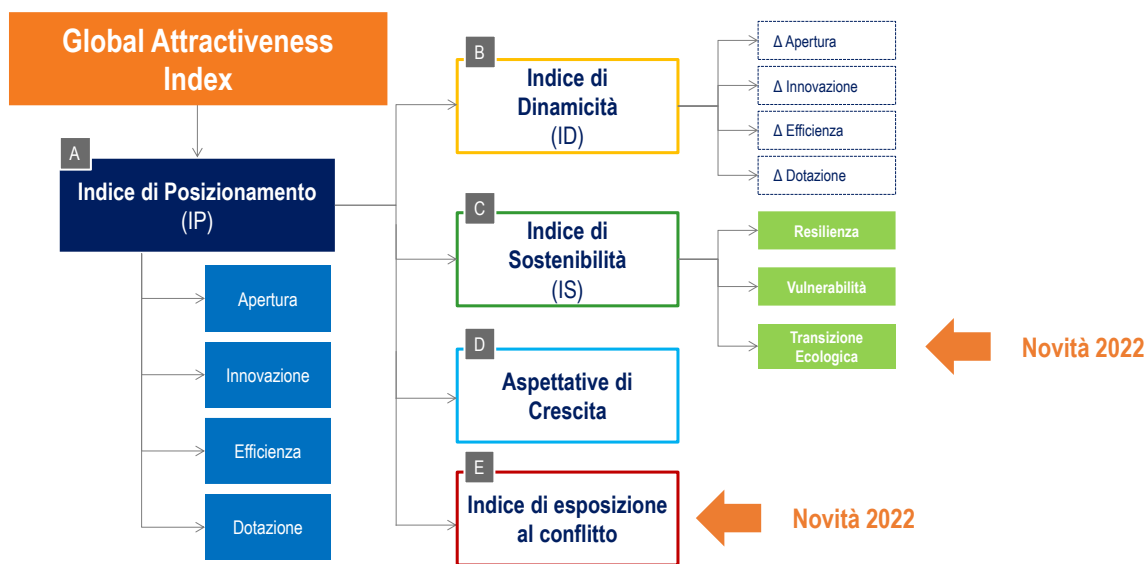 Global Attractiveness
Index
A
Indice di Posizionamento
(IP)
Apertura
Innovazione
Efficienza
Dotazione
B
Indice di
Dinamicità
(ID)
Δ Apertura
Δ Innovazione
Δ Efficienza
Δ Dotazione
C
Indice di
Sostenibilità
(IS)
Resilienza
Vulnerabilità
Transizione
Ecologica
Novità 2022
D
Aspettative di
Crescita
E
Indice di esposizione
al conflitto
Novità 2022